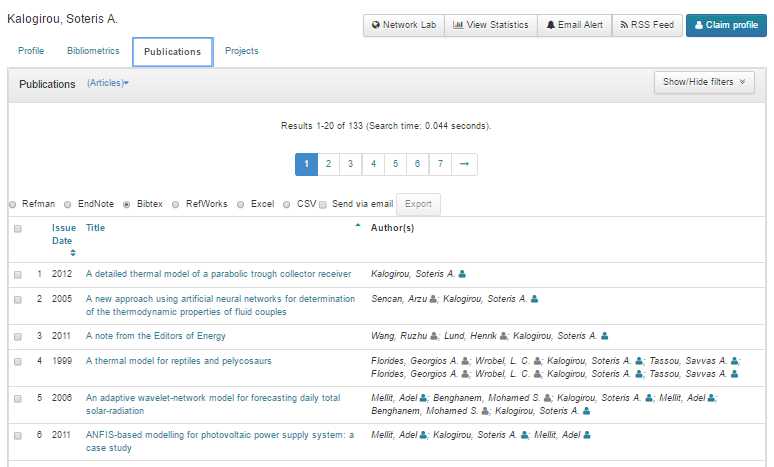 Kalogirou, Soteris A.
Network Lab View Statistics Email Alert RSS Feed Claim profile
Profile Bibliometrics Publications Projects
Publications (Articles) Show/Hide filters
Results 1-20 of 133 (Search time: 0.044 seconds).
1 2 3 4 5 6 7 →
Refman EndNote Bibtex RefWorks Excel CSV Send via email Export
Issue Date Title Author(s)
1 2012 A detailed thermal model of a parabolic trough collector receiver Kalogirou, Soteris A.
2 2005 A new approach using artificial neural networks for determination Sencan, Arzu ; Kalogirou, Soteris A.
of the thermodynamic properties of fluid couples
3 2011 A note from the Editors of Energy Wang, Ruzhu ; Lund, Henrik ; Kalogirou, Soteris A.
4 1999 A thermal model for reptiles and pelycosaurs Florides, Georgios A. ; Wrobel, L. C. ; Kalogirou, Soteris A. ; Tassou, Savvas A. ;
Florides, Georgios A. ; Wrobel, L. C. ; Kalogirou, Soteris A. ; Tassou, Savvas A.
5 2006 An adaptive wavelet-network model for forecasting daily total Mellit, Adel ; Benghanem, Mohamed S. ; Kalogirou, Soteris A. ; Mellit, Adel ;
solar-radiation Benghanem, Mohamed S. ; Kalogirou, Soteris A.
6 2011 ANFIS-based modelling for photovoltaic power supply system: a Mellit, Adel ; Kalogirou, Soteris A. ; Mellit, Adel
case study